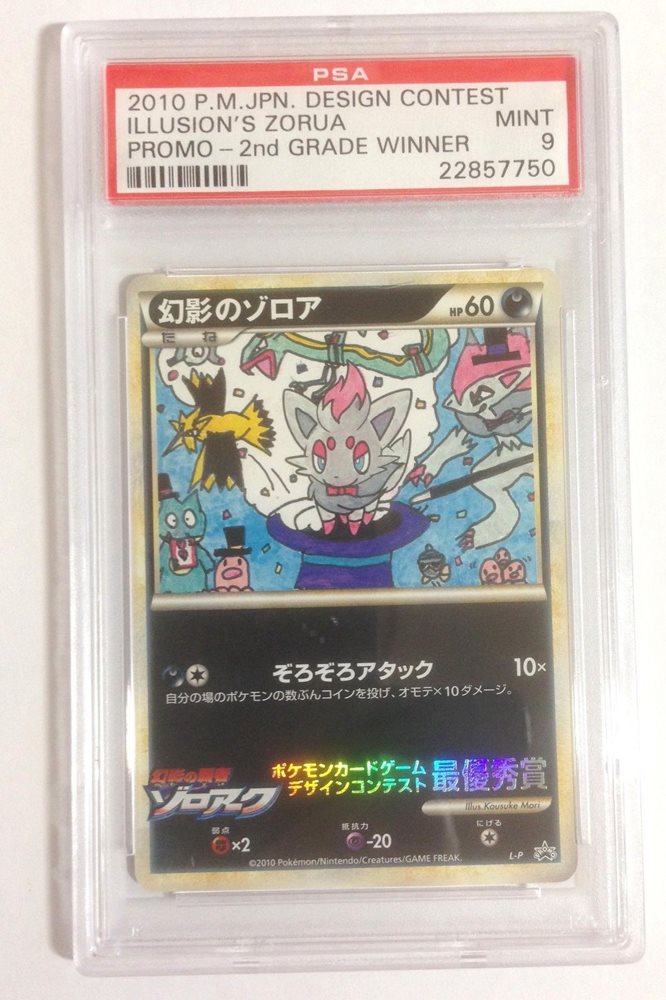 PSA
2010 P.M.JPN. DESIGN CONTEST
ILLUSION'S ZORUA MINT
PROMO – 2nd GRADE WINNER 9
22857750
幻影のゾロア HP60
たね
ぞろぞろアタック 10×
自分の場のポケモンの数ぶんコインを投げ、オモテ×10ダメージ。
幻影の覇者
ゾロアーク
ポケモンカードゲーム
デザインコンテスト 最優秀賞
Illus.Kousuke Mori
弱点 抵抗力 にげる
×2 -20
©2010 Pokémon/Nintendo/Creatures/GAME FREAK. L-P